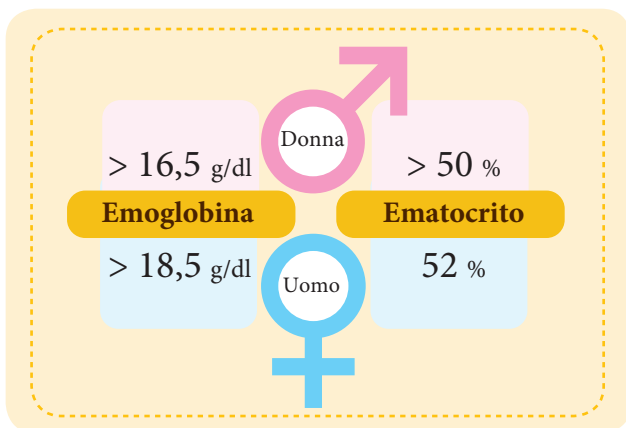 Donna
> 16,5 g/dl
> 50 %
Emoglobina
Ematocrito
> 18,5 g/dl
52 %
Uomo